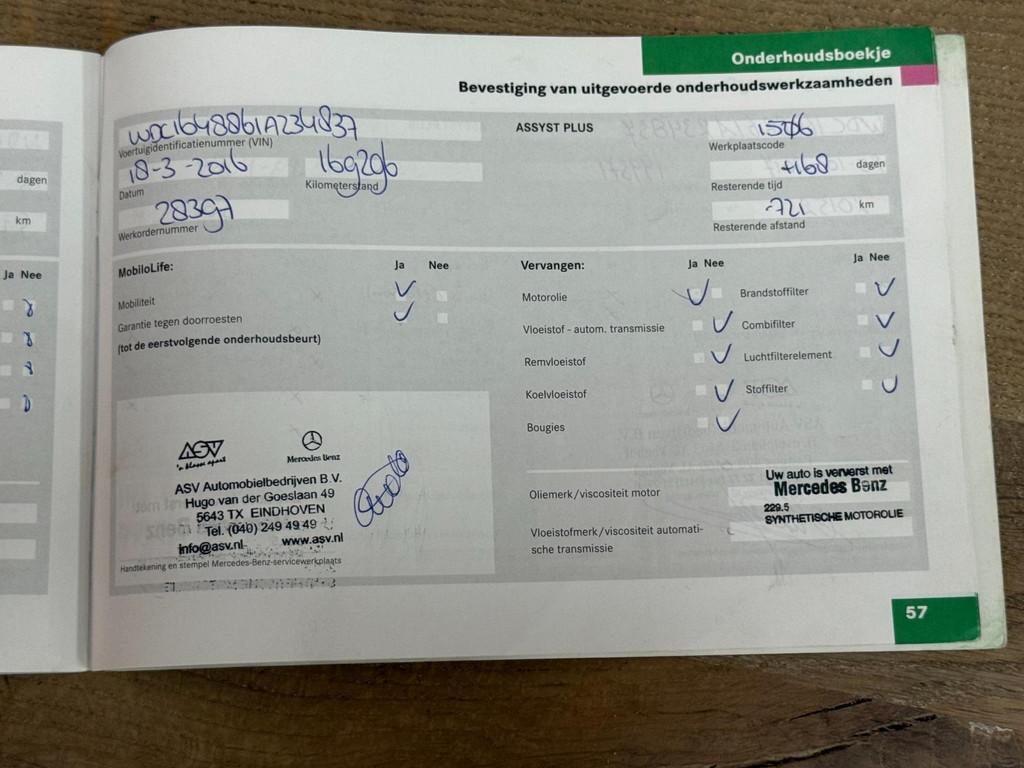 Onderhoudsboekje
Bevestiging van uitgevoerde onderhoudswerkzaamheden
WDC1648861A234837
Voertuigidentificatienummer (VIN)
18-3-2016
Datum
169206
Kilometerstand
28397
Werkordernummer
ASSYST PLUS
Werkplaatscode
+168 dagen
Resterende tijd
-721 km
Resterende afstand
dagen
km
Ja Nee
MobiloLife: Ja Nee
Mobiliteit
Garantie tegen doorroesten
(tot de eerstvolgende onderhoudsbeurt)
Vervangen: Ja Nee
Motorolie
Vloeistof - autom. transmissie
Remvloeistof
Koelvloeistof
Bougies
Ja Nee
Brandstoffilter
Combifilter
Luchtfilterelement
Stoffilter
ASV
'n klasse apart
Mercedes Benz
ASV Automobielbedrijven B.V.
Hugo van der Goeslaan 49
5643 TX EINDHOVEN
Tel. (040) 249 49 49
info@asv.nl www.asv.nl
Handtekening en stempel Mercedes-Benz-servicewerkplaats
Oliemerk/viscositeit motor
Uw auto is ververst met
Mercedes Benz
229.5
SYNTHETISCHE MOTOROLIE
Vloeistofmerk/viscositeit automati-
sche transmissie
57